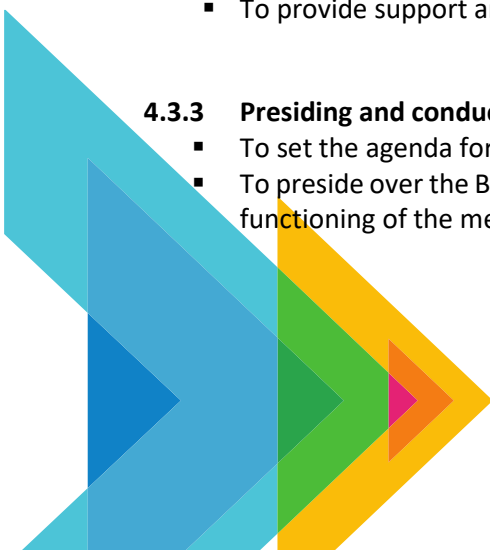 ▪ To provide support a
4.3.3 Presiding and condu
▪ To set the agenda for
▪ To preside over the B
functioning of the me